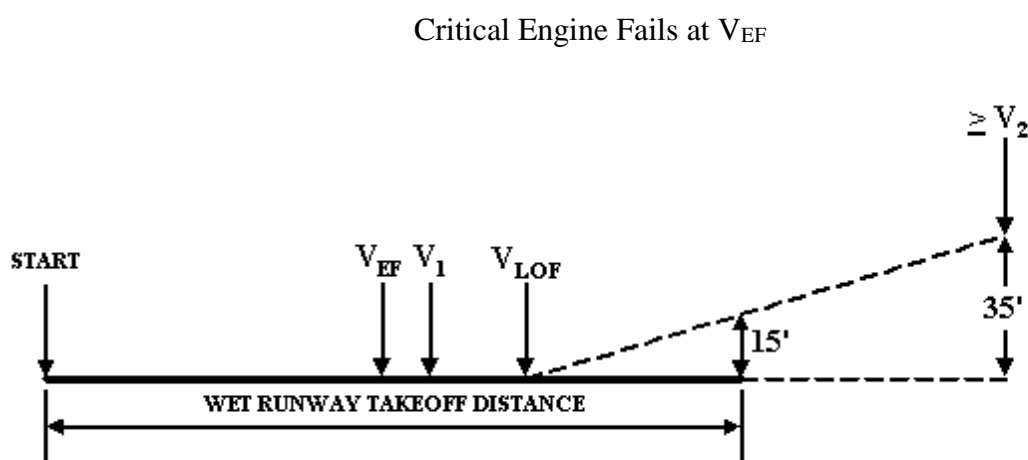 Critical Engine Fails at VEF
≥ V2
START
VEF V1 VLOF
35'
15'
WET RUNWAY TAKEOFF DISTANCE